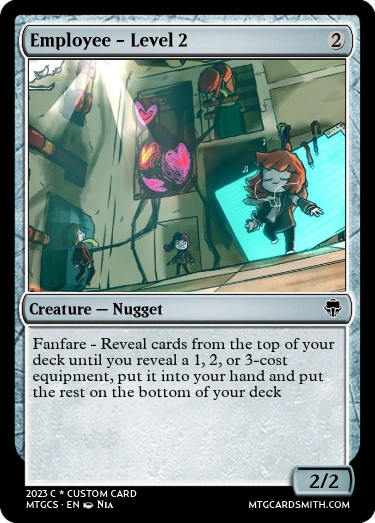 Employee – Level 2
2
Creature — Nugget
Fanfare - Reveal cards from the top of your
deck until you reveal a 1, 2, or 3-cost
equipment, put it into your hand and put
the rest on the bottom of your deck
2/2
2023 C * CUSTOM CARD
MTGCS · EN NIA
MTGCARDSMITH.COM